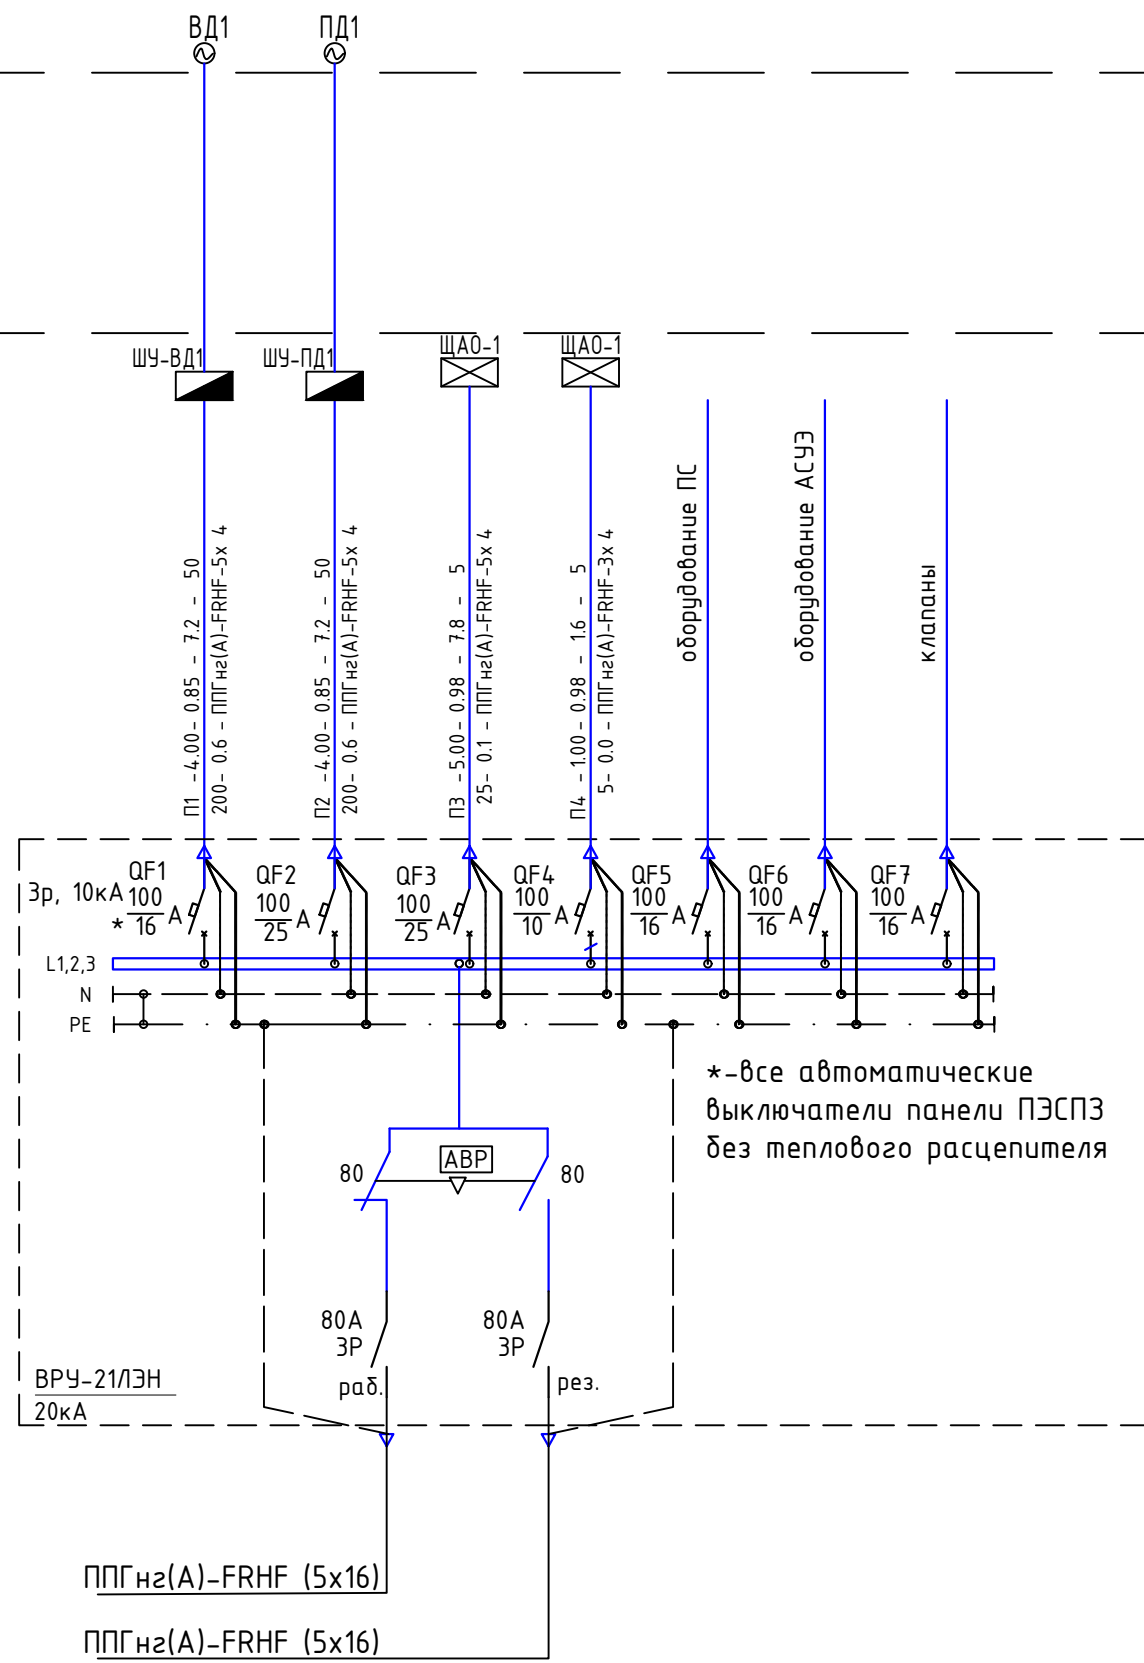 ВД1
ПД1
ШУ-ВД1
ШУ-ПД1
ЩАО-1
ЩАО-1
П1 -4.00- 0.85 - 7.2 - 50
200- 0.6 - ППГнг(А)-FRHF-5х 4
П2 -4.00- 0.85 - 7.2 - 50
200- 0.6 - ППГнг(А)-FRHF-5х 4
П3 -5.00- 0.98 - 7.8 - 5
25- 0.1 - ППГнг(А)-FRHF-5х 4
П4 -1.00- 0.98 - 1.6 - 5
5- 0.0 - ППГнг(А)-FRHF-3х 4
оборудование ПС
оборудование АСУЭ
клапаны
3р, 10кА
*
QF1
100
16
А
QF2
100
25
А
QF3
100
25
А
QF4
100
10
А
QF5
100
16
А
QF6
100
16
А
QF7
100
16
А
L1,2,3
N
PE
*-все автоматические
выключатели панели ПЭСПЗ
без теплового расцепителя
80
АВР
80
80А
3Р
80А
3Р
раб.
рез.
ВРУ-21ЛЭН
20кА
ППГнг(А)-FRHF (5х16)
ППГнг(А)-FRHF (5х16)